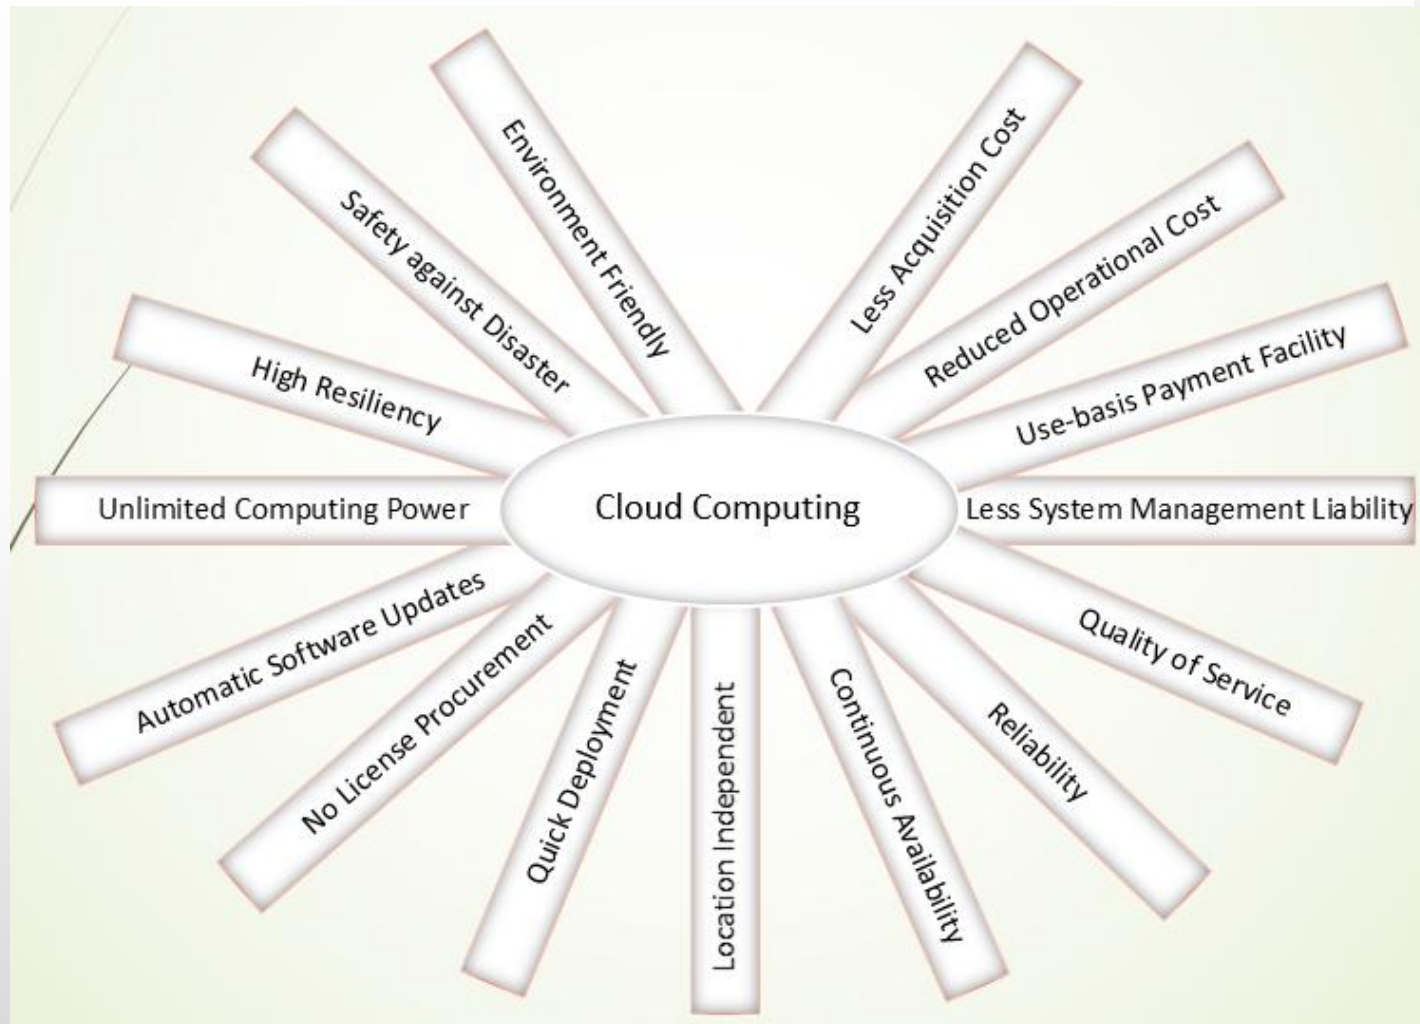 Cloud Computing
Less Acquisition Cost
Reduced Operational Cost
Use-basis Payment Facility
Less System Management Liability
Quality of Service
Reliability
Continuous Availability
Location Independent
Quick Deployment
No License Procurement
Automatic Software Updates
Unlimited Computing Power
High Resiliency
Safety against Disaster
Environment Friendly